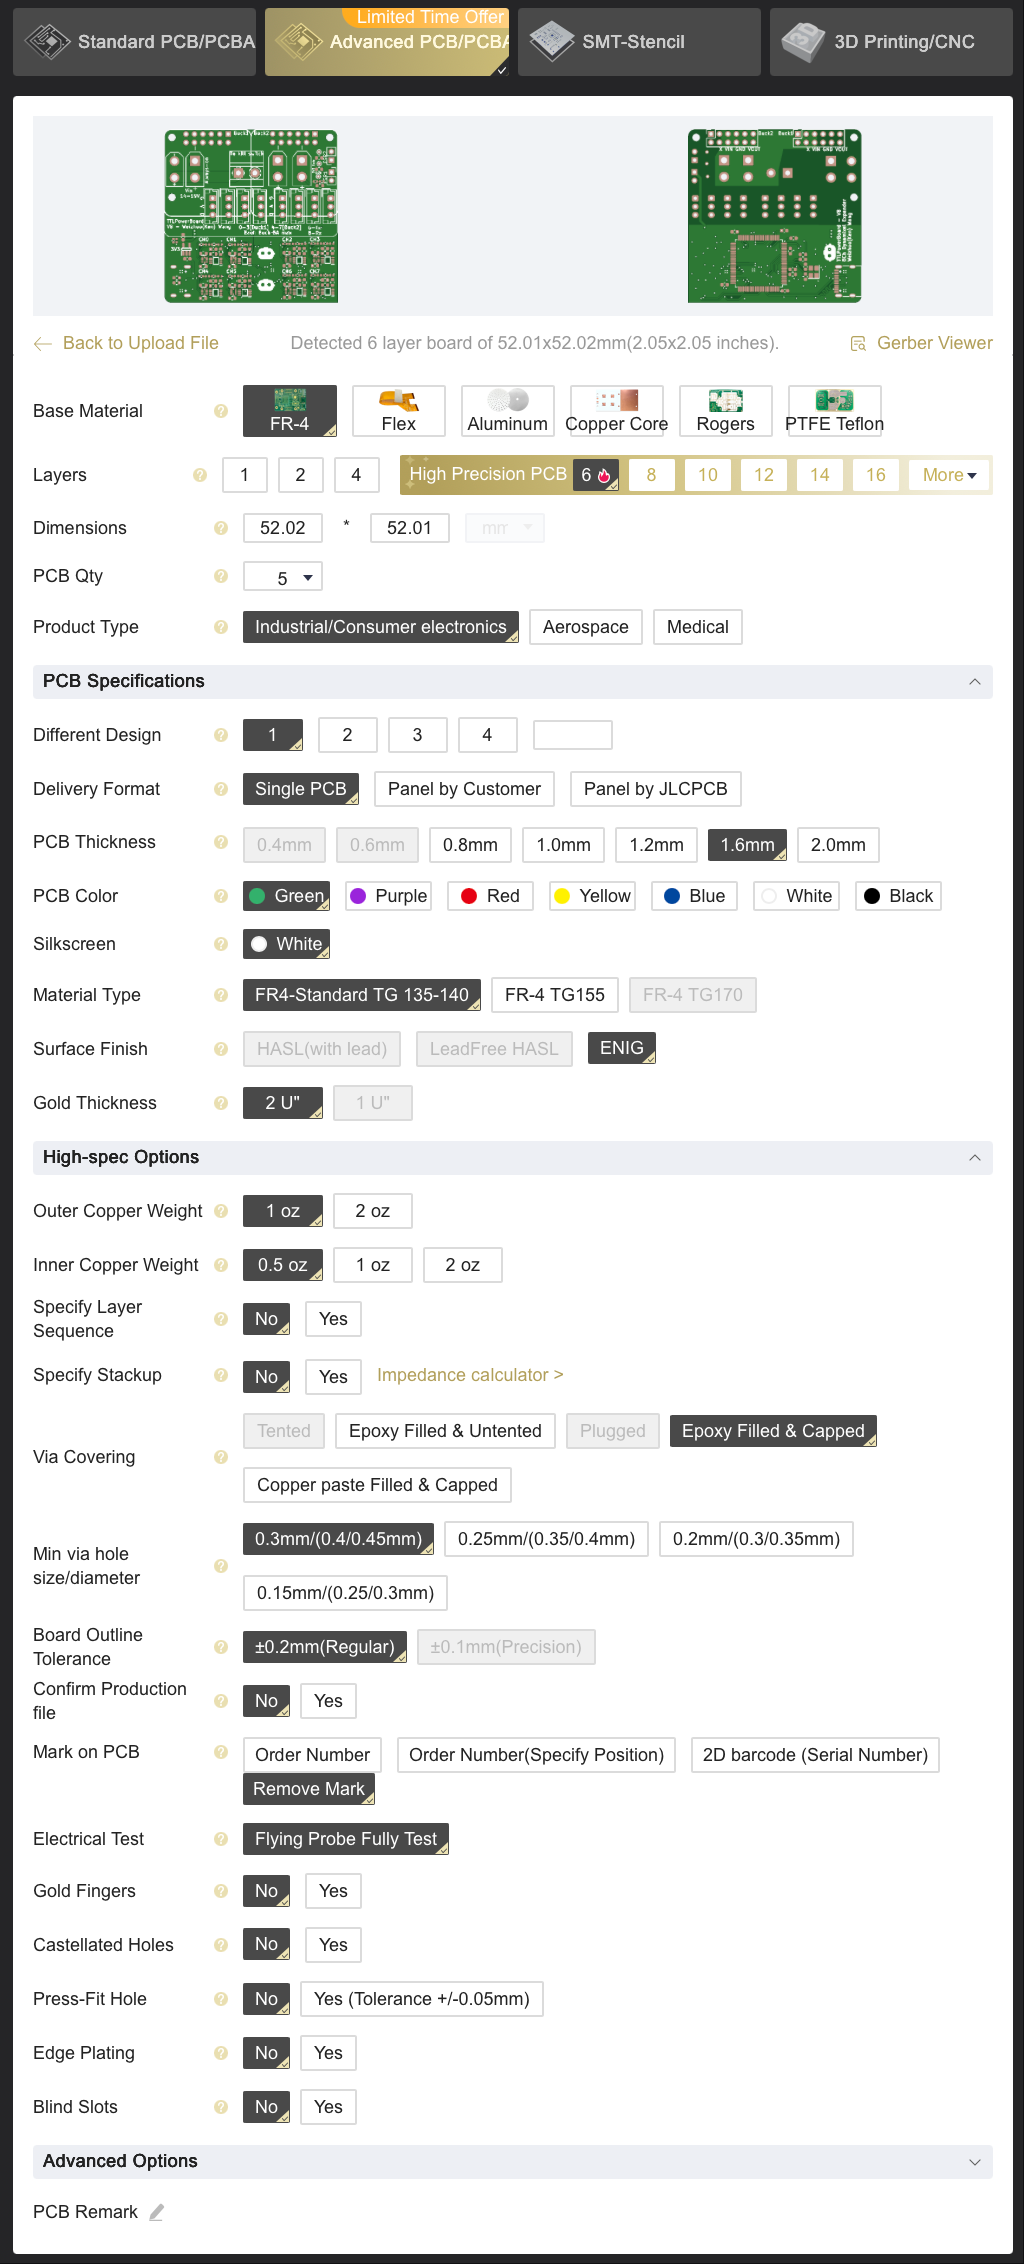 Standard PCB/PCBA
Limited Time Offer
Advanced PCB/PCBA
SMT-Stencil
3D Printing/CNC
Back to Upload File
Detected 6 layer board of 52.01x52.02mm(2.05x2.05 inches).
Gerber Viewer
Base Material
FR-4 Flex Aluminum Copper Core Rogers PTFE Teflon
Layers 1 2 4 High Precision PCB 6 8 10 12 14 16 More
Dimensions 52.02 * 52.01
PCB Qty 5
Product Type Industrial/Consumer electronics Aerospace Medical
PCB Specifications
Different Design 1 2 3 4
Delivery Format Single PCB Panel by Customer Panel by JLCPCB
PCB Thickness 0.4mm 0.6mm 0.8mm 1.0mm 1.2mm 1.6mm 2.0mm
PCB Color Green Purple Red Yellow Blue White Black
Silkscreen White
Material Type FR4-Standard TG 135-140 FR-4 TG155 FR-4 TG170
Surface Finish HASL(with lead) LeadFree HASL ENIG
Gold Thickness 2 U" 1 U"
High-spec Options
Outer Copper Weight 1 oz 2 oz
Inner Copper Weight 0.5 oz 1 oz 2 oz
Specify Layer
Sequence
No Yes
Specify Stackup No Yes Impedance calculator >
Via Covering
Tented Epoxy Filled & Untented Plugged Epoxy Filled & Capped
Copper paste Filled & Capped
Min via hole
size/diameter
0.3mm/(0.4/0.45mm) 0.25mm/(0.35/0.4mm) 0.2mm/(0.3/0.35mm)
0.15mm/(0.25/0.3mm)
Board Outline
Tolerance
±0.2mm(Regular) ±0.1mm(Precision)
Confirm Production
file
No Yes
Mark on PCB Order Number Order Number(Specify Position) 2D barcode (Serial Number)
Remove Mark
Electrical Test Flying Probe Fully Test
Gold Fingers No Yes
Castellated Holes No Yes
Press-Fit Hole No Yes (Tolerance +/-0.05mm)
Edge Plating No Yes
Blind Slots No Yes
Advanced Options
PCB Remark